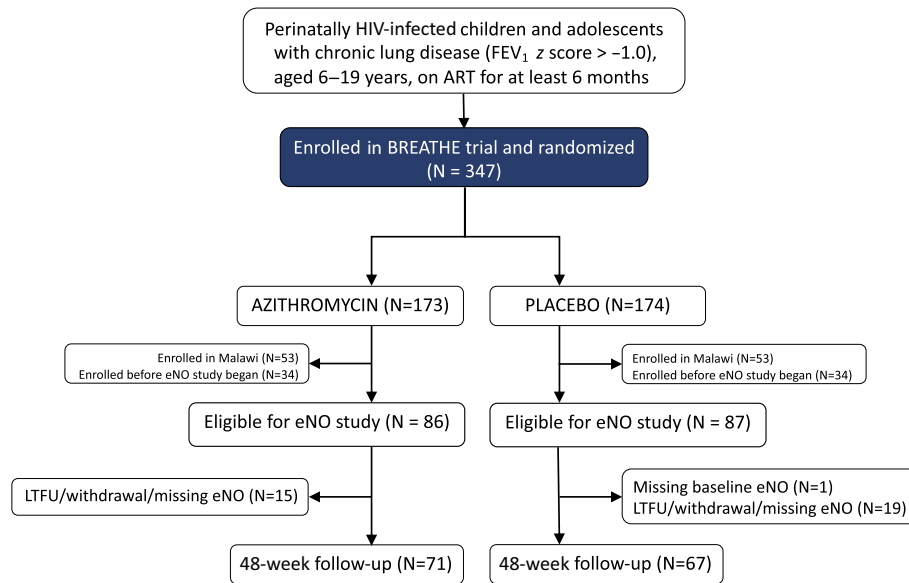 Perinatally HIV-infected children and adolescents
with chronic lung disease (FEV₁ z score > –1.0),
aged 6–19 years, on ART for at least 6 months
Enrolled in BREATHE trial and randomized
(N = 347)
AZITHROMYCIN (N=173)
PLACEBO (N=174)
Enrolled in Malawi (N=53)
Enrolled before eNO study began (N=34)
Enrolled in Malawi (N=53)
Enrolled before eNO study began (N=34)
Eligible for eNO study (N = 86)
Eligible for eNO study (N = 87)
LTFU/withdrawal/missing eNO (N=15)
Missing baseline eNO (N=1)
LTFU/withdrawal/missing eNO (N=19)
48-week follow-up (N=71)
48-week follow-up (N=67)